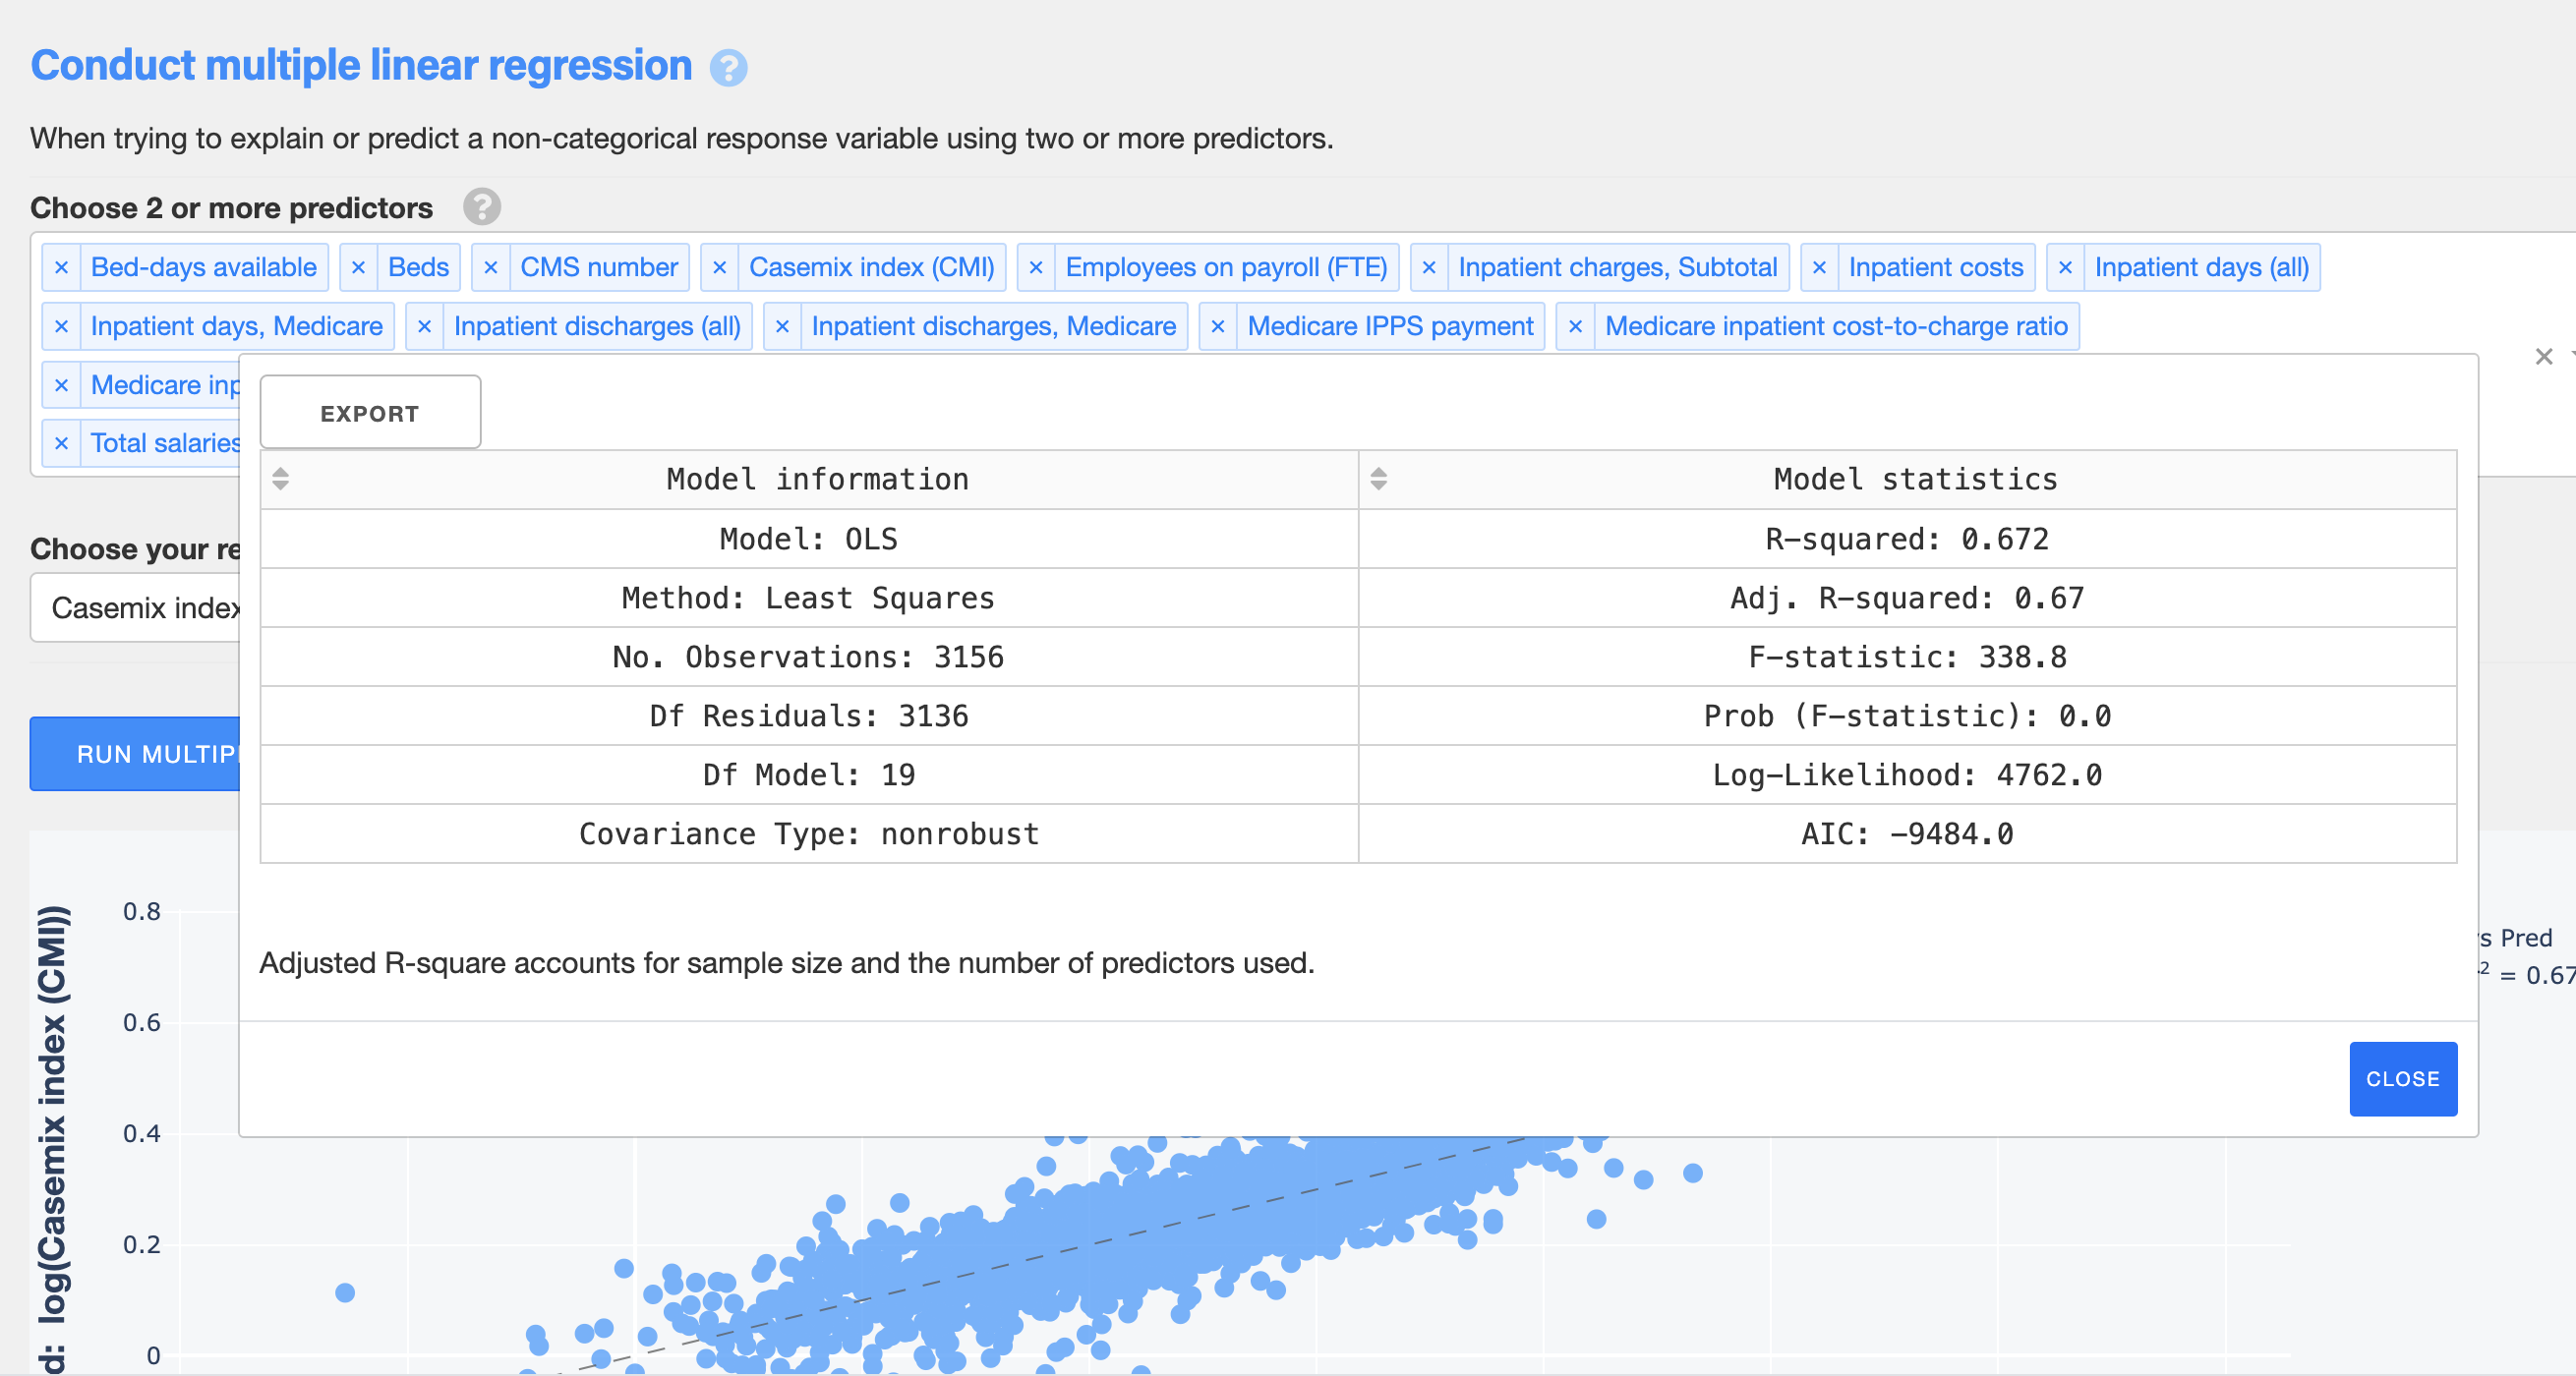 Conduct multiple linear regression ?
When trying to explain or predict a non-categorical response variable using two or more predictors.
Choose 2 or more predictors ?
× Bed-days available × Beds × CMS number × Casemix index (CMI) × Employees on payroll (FTE) × Inpatient charges, Subtotal × Inpatient costs × Inpatient days (all)
× Inpatient days, Medicare × Inpatient discharges (all) × Inpatient discharges, Medicare × Medicare IPPS payment × Medicare inpatient cost-to-charge ratio
× Medicare inp
× Total salaries
×
Choose your re
Casemix index
RUN MULTIPL
EXPORT
Model information Model statistics
Model: OLS R-squared: 0.672
Method: Least Squares Adj. R-squared: 0.67
No. Observations: 3156 F-statistic: 338.8
Df Residuals: 3136 Prob (F-statistic): 0.0
Df Model: 19 Log-Likelihood: 4762.0
Covariance Type: nonrobust AIC: -9484.0
Adjusted R-square accounts for sample size and the number of predictors used.
CLOSE
s Pred
² = 0.67
d: log(Casemix index (CMI))
0.8
0.6
0.4
0.2
0